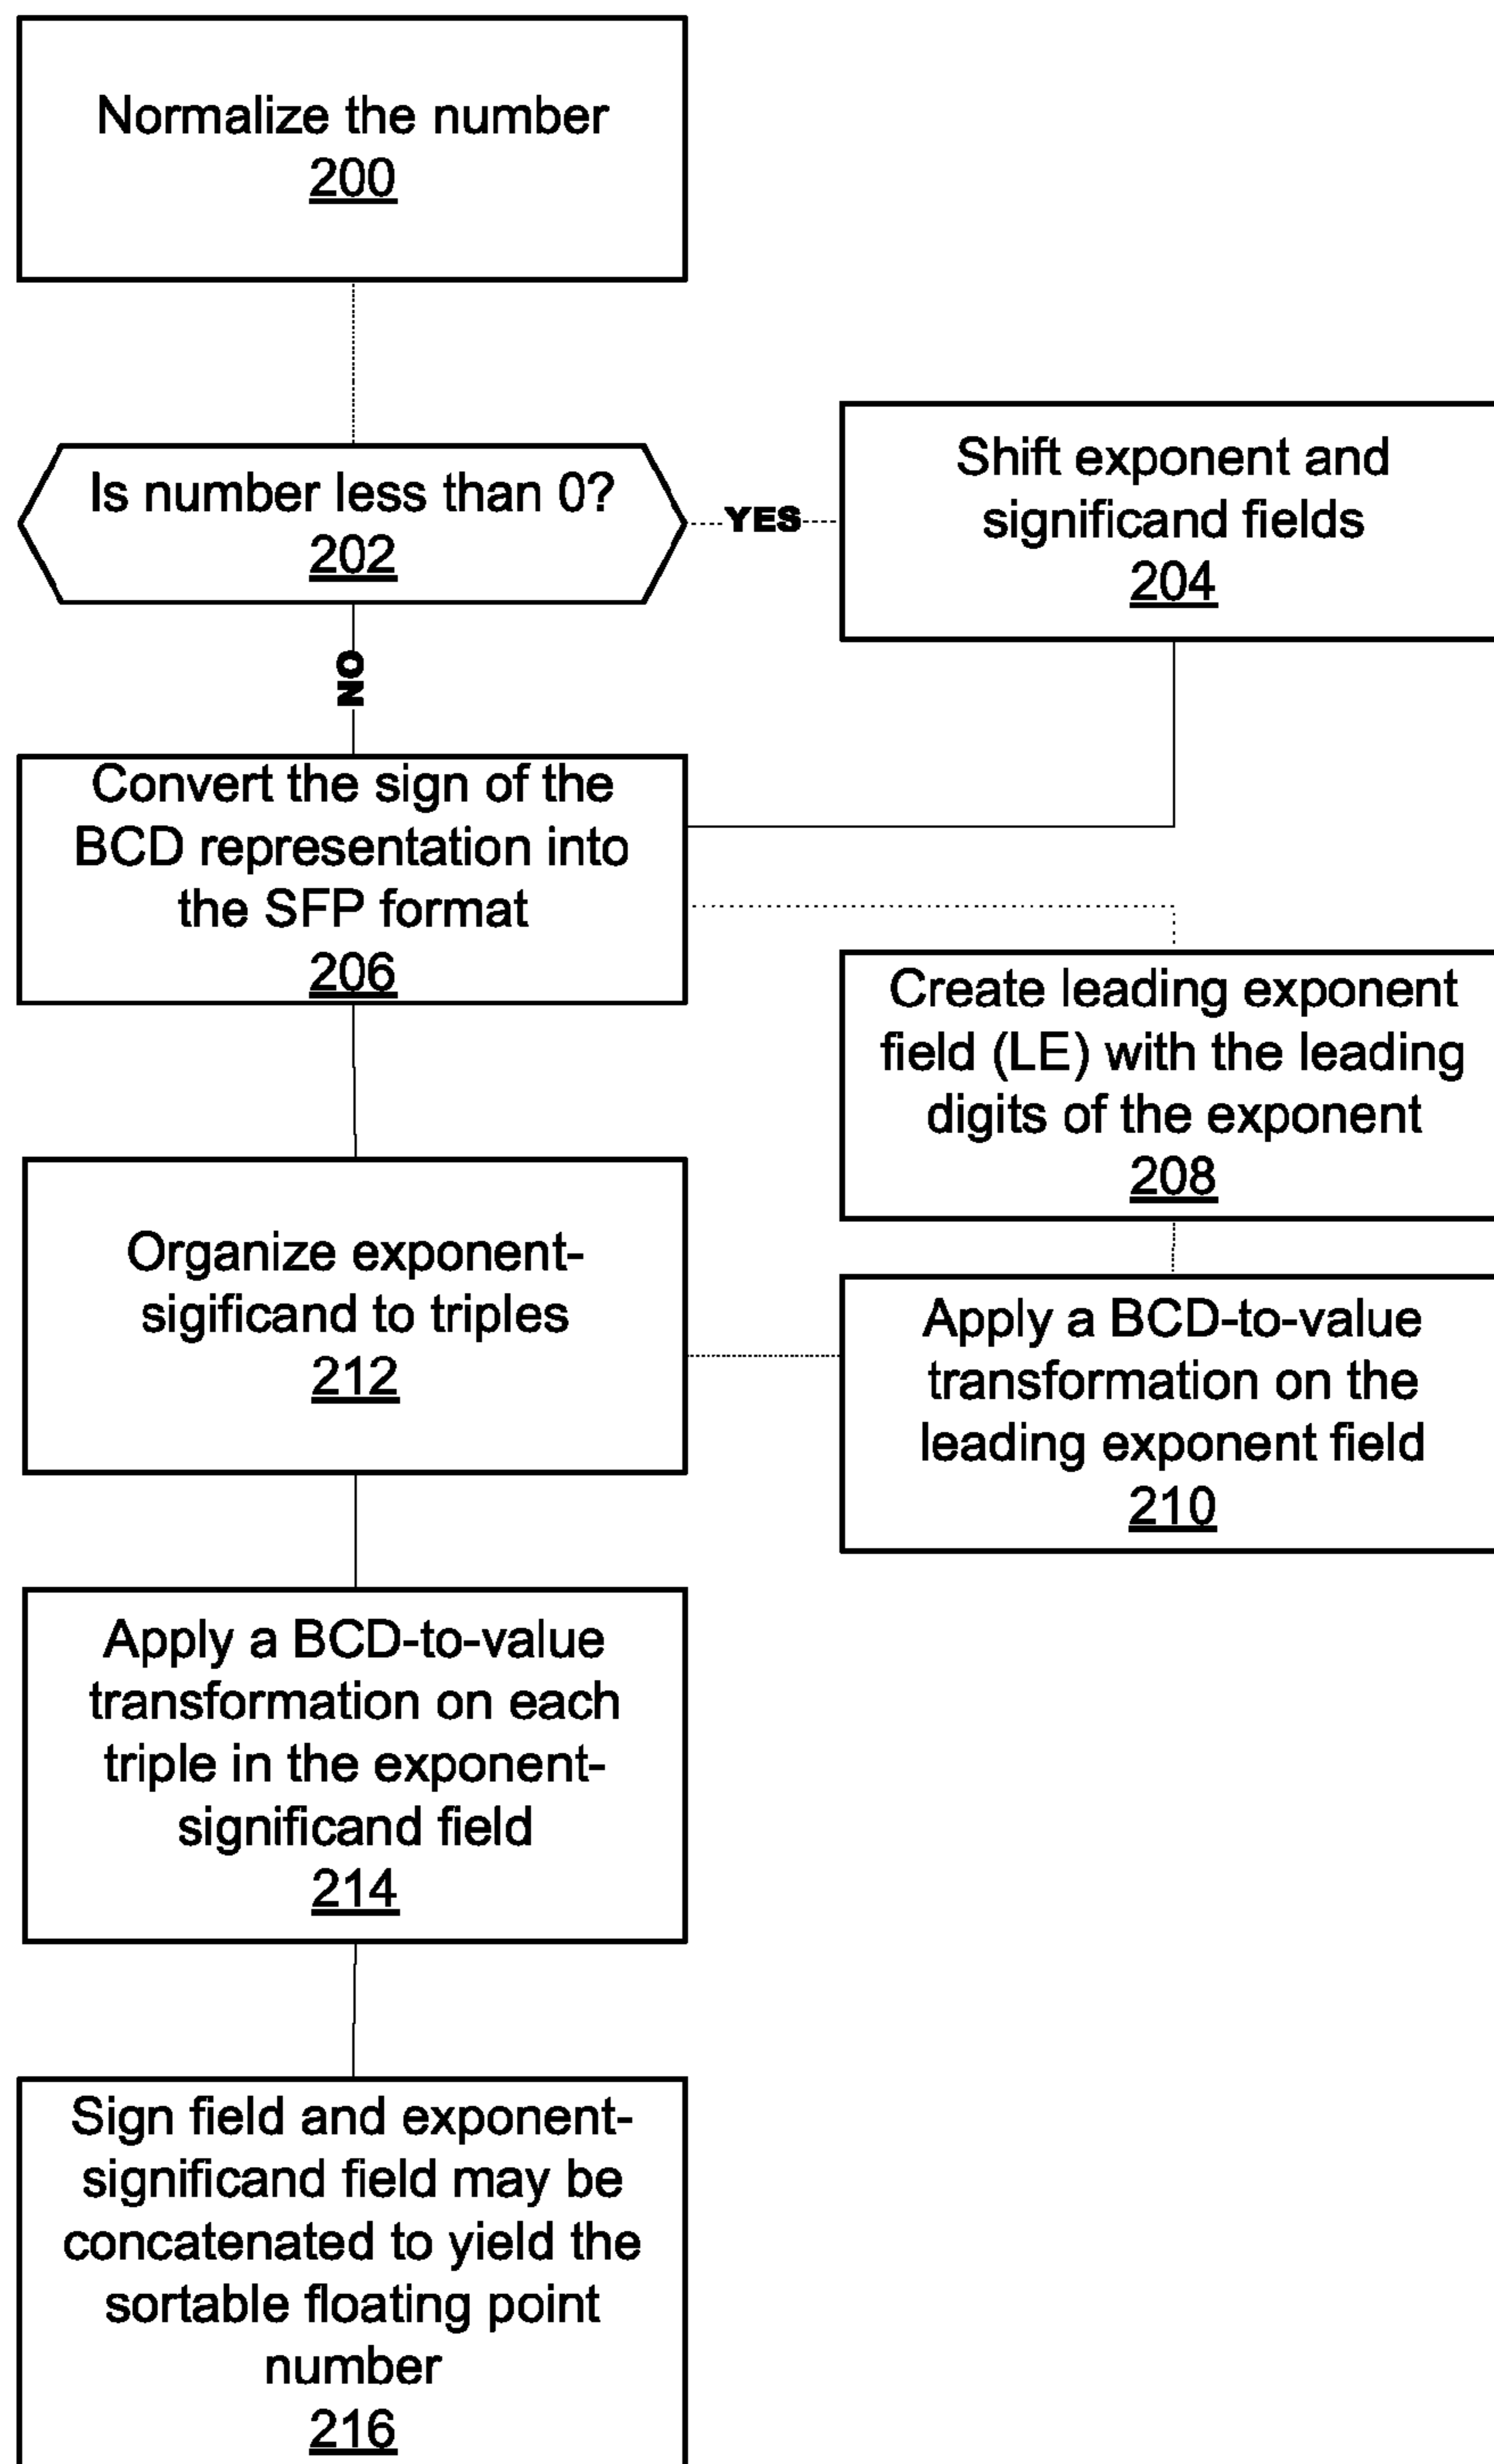 Normalize the number
200
Is number less than 0?
202
YES
Shift exponent and
significand fields
204
NO
Convert the sign of the
BCD representation into
the SFP format
206
Create leading exponent
field (LE) with the leading
digits of the exponent
208
Organize exponent-
sigificand to triples
212
Apply a BCD-to-value
transformation on the
leading exponent field
210
Apply a BCD-to-value
transformation on each
triple in the exponent-
significand field
214
Sign field and exponent-
significand field may be
concatenated to yield the
sortable floating point
number
216